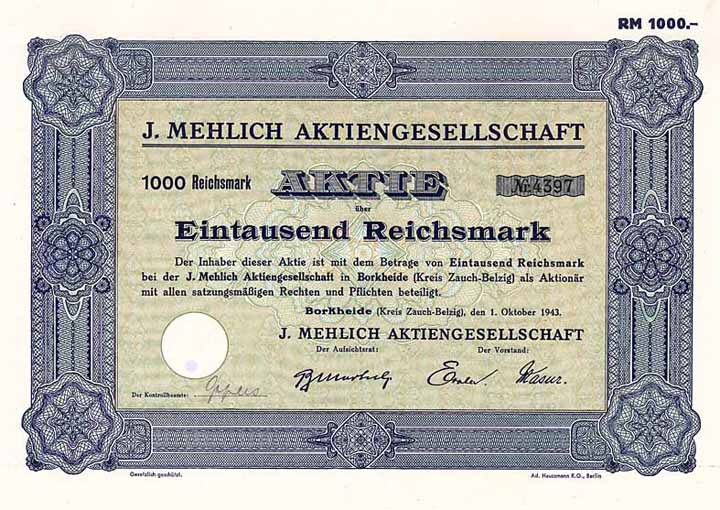 RM 1000.–
J. MEHLICH AKTIENGESELLSCHAFT
1000 Reichsmark AKTIE Nr. 4397
über
Eintausend Reichsmark
Der Inhaber dieser Aktie ist mit dem Betrage von Eintausend Reichsmark
bei der J. Mehlich Aktiengesellschaft in Borkheide (Kreis Zauch-Belzig) als Aktionär
mit allen satzungsmäßigen Rechten und Pflichten beteiligt.
Borkheide (Kreis Zauch-Belzig), den 1. Oktober 1943.
J. MEHLICH AKTIENGESELLSCHAFT
Der Aufsichtsrat: Der Vorstand:
Der Kontrollbeamte:
Gesetzlich geschützt. Ad. Haussmann K.G., Berlin